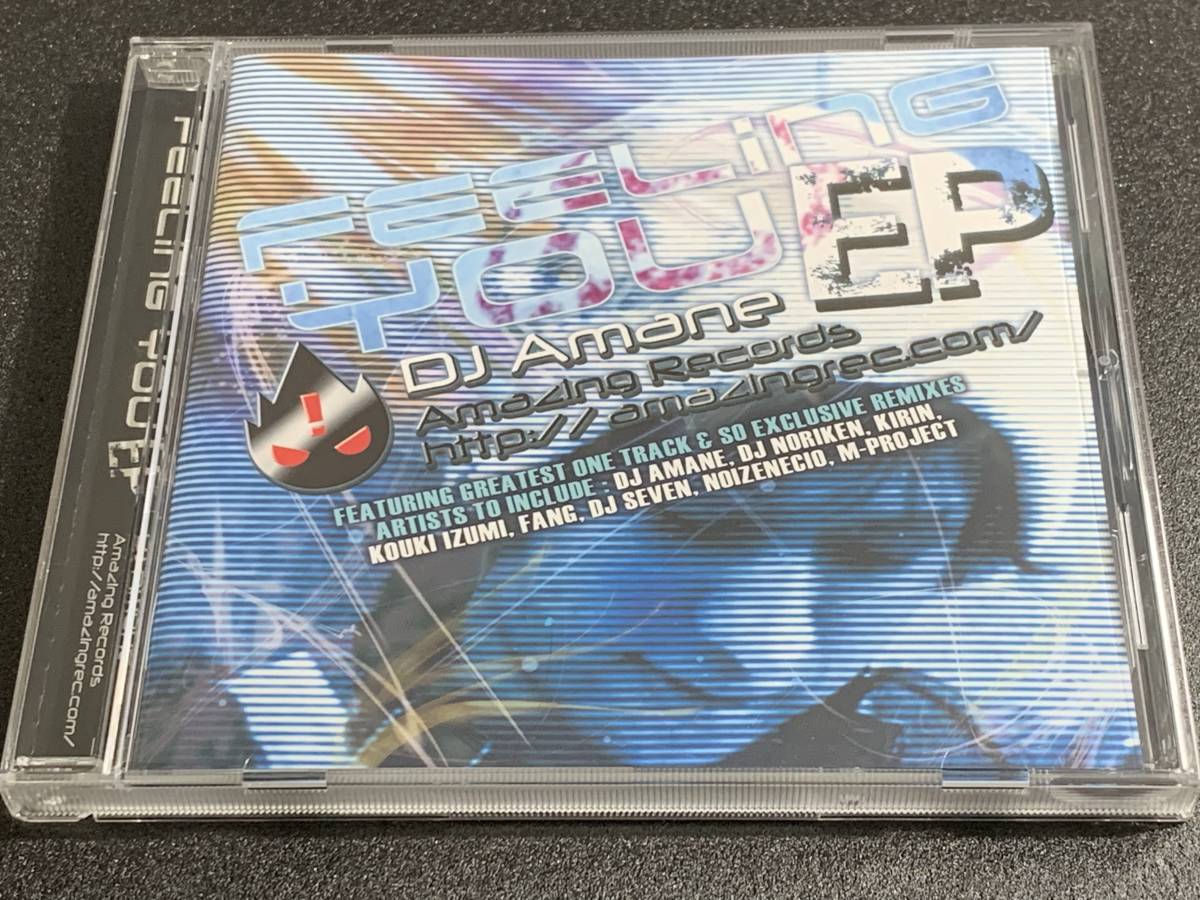 FEELING
YOU EP
DJ Amane
Amazing Records
http://amazingrec.com/
FEATURING GREATEST ONE TRACK & SO EXCLUSIVE REMIXES
ARTISTS TO INCLUDE : DJ AMANE, DJ NORIKEN, KIRIN,
KOUKI IZUMI, FANG, DJ SEVEN, NOIZENECIO, M-PROJECT
!
FEELING YOU EP
Amazing Records
http://amazingrec.com/